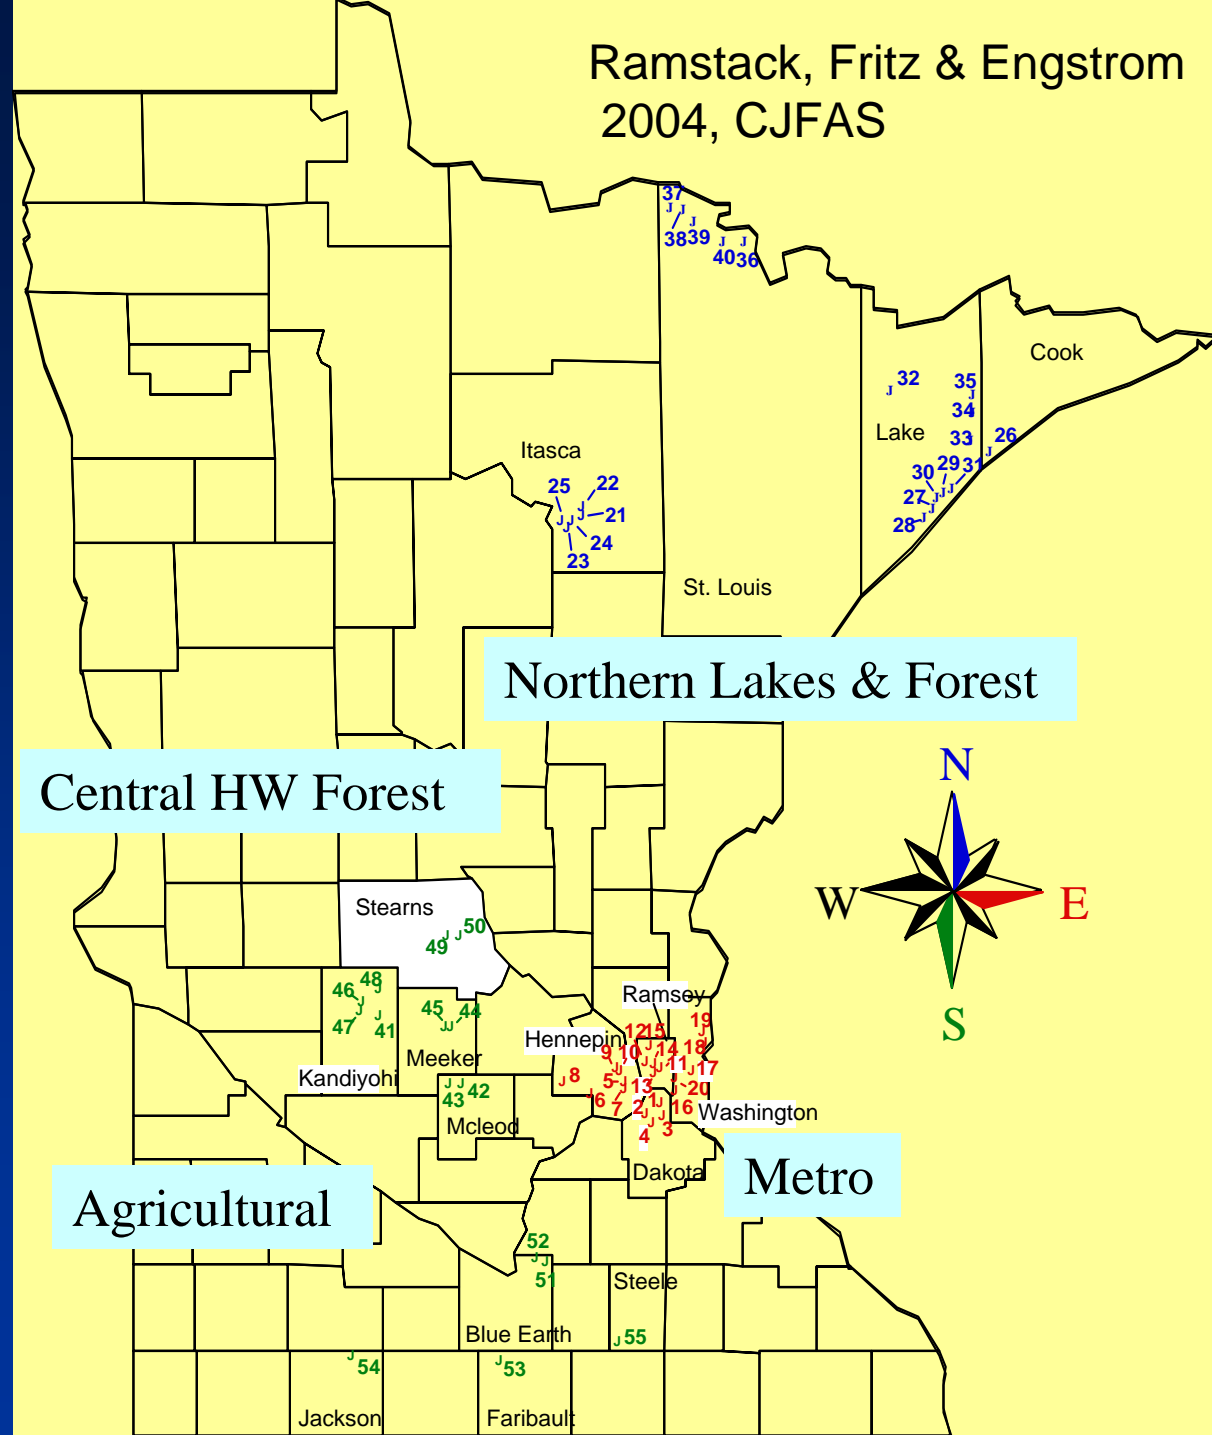 Ramstack, Fritz & Engstrom
2004, CJFAS
37
38 39
40 36
Cook
32
35
34
Lake
33
26
Itasca
30 29 31
27
28
25 22
21
24
23
St. Louis
Northern Lakes & Forest
Central HW Forest
N
W E
S
Stearns
50
49
48
46
47 41
45 44
Meeker
Kandiyohi
43 42
Mcleod
Ramsey
19
Hennepin
12 15
9 10 14 18
11 17
8 5 13 20
6 7 2 1 16
Washington
3
4
Dakota
Metro
Agricultural
52
51
Steele
Blue Earth
55
54
53
Jackson
Faribault